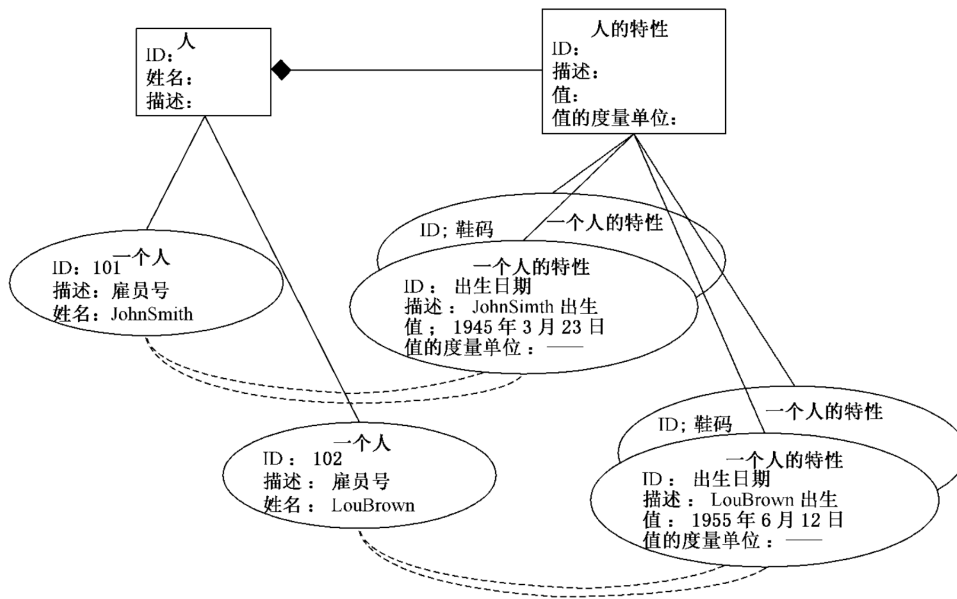 人
ID：
姓名：
描述：
人的特性
ID：
描述：
值：
值的度量单位：
一个人
ID：101
描述：雇员号
姓名：JohnSmith
一个人的特性
ID；鞋码
一个人的特性
ID： 出生日期
描述： JohnSimth 出生
值； 1945 年 3 月 23 日
值的度量单位：——
一个人
ID： 102
描述： 雇员号
姓名： LouBrown
一个人的特性
ID；鞋码
一个人的特性
ID： 出生日期
描述： LouBrown 出生
值： 1955 年 6 月 12 日
值的度量单位：——